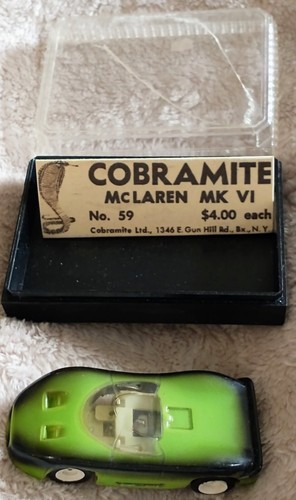 COBRAMITE
McLAREN MK VI
No. 59 $4.00 each
Cobramite Ltd., 1346 E. Gun Hill Rd., Bx., N. Y.